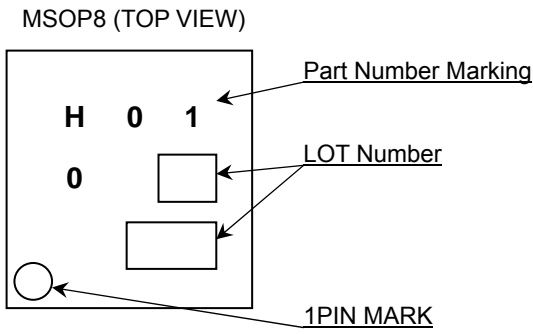 MSOP8 (TOP VIEW)
Part Number Marking
H 0 1
LOT Number
0
1PIN MARK